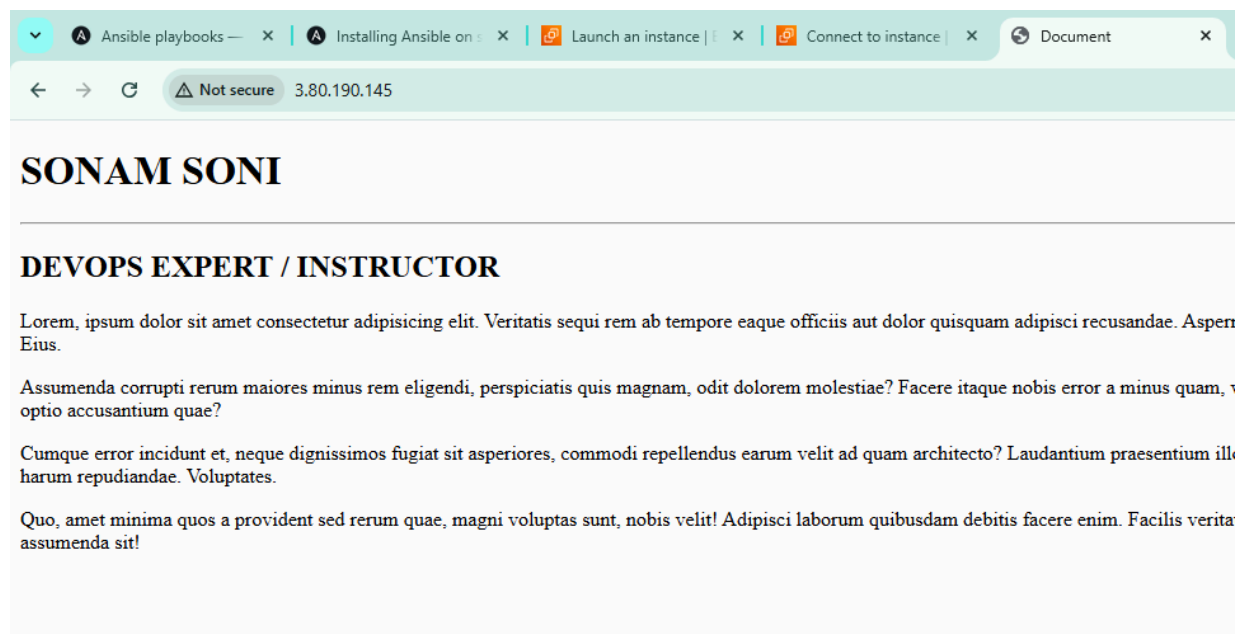 Ansible playbooks —
Installing Ansible on
Launch an instance |
Connect to instance |
Document
Not secure
3.80.190.145
SONAM SONI
DEVOPS EXPERT / INSTRUCTOR
Lorem, ipsum dolor sit amet consectetur adipisicing elit. Veritatis sequi rem ab tempore eaque officiis aut dolor quisquam adipisci recusandae.
Eius.
Assumenda corrupti rerum maiores minus rem eligendi, perspiciatis quis magnam, odit dolorem molestiae? Facere itaque nobis error a minus quam,
optio accusantium quae?
Cumque error incidunt et, neque dignissimos fugiat sit asperiores, commodi repellendus earum velit ad quam architecto? Laudantium praesentium
harum repudiandae. Voluptates.
Quo, amet minima quos a provident sed rerum quae, magni voluptas sunt, nobis velit! Adipisci laborum quibusdam debitis facere enim. Facilis
assumenda sit!